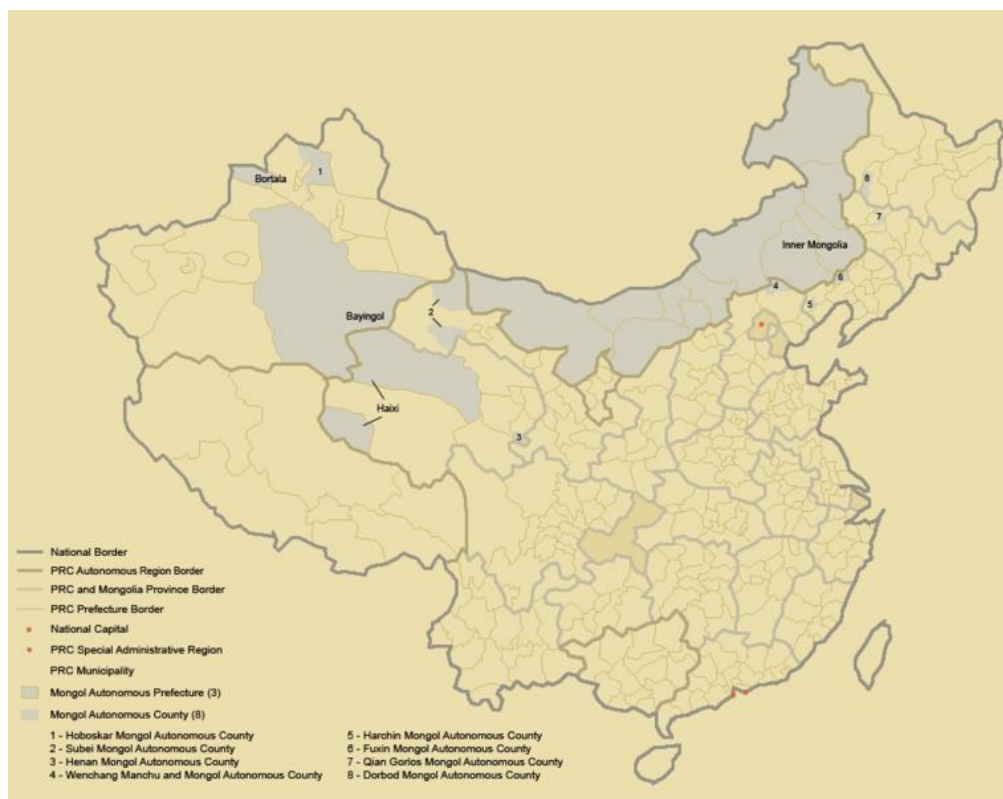 8
1
Bortala
7
Inner Mongolia
6
4
5
2
Bayingol
Haixi
3
National Border
PRC Autonomous Region Border
PRC and Mongolia Province Border
PRC Prefecture Border
National Capital
PRC Special Administrative Region
PRC Municipality
Mongol Autonomous Prefecture (3)
Mongol Autonomous County (8)
1 - Hoboskar Mongol Autonomous County
2 - Subei Mongol Autonomous County
3 - Henan Mongol Autonomous County
4 - Wenchang Manchu and Mongol Autonomous County
5 - Harchin Mongol Autonomous County
6 - Fuxin Mongol Autonomous County
7 - Qian Gorlos Mongol Autonomous County
8 - Dorbod Mongol Autonomous County